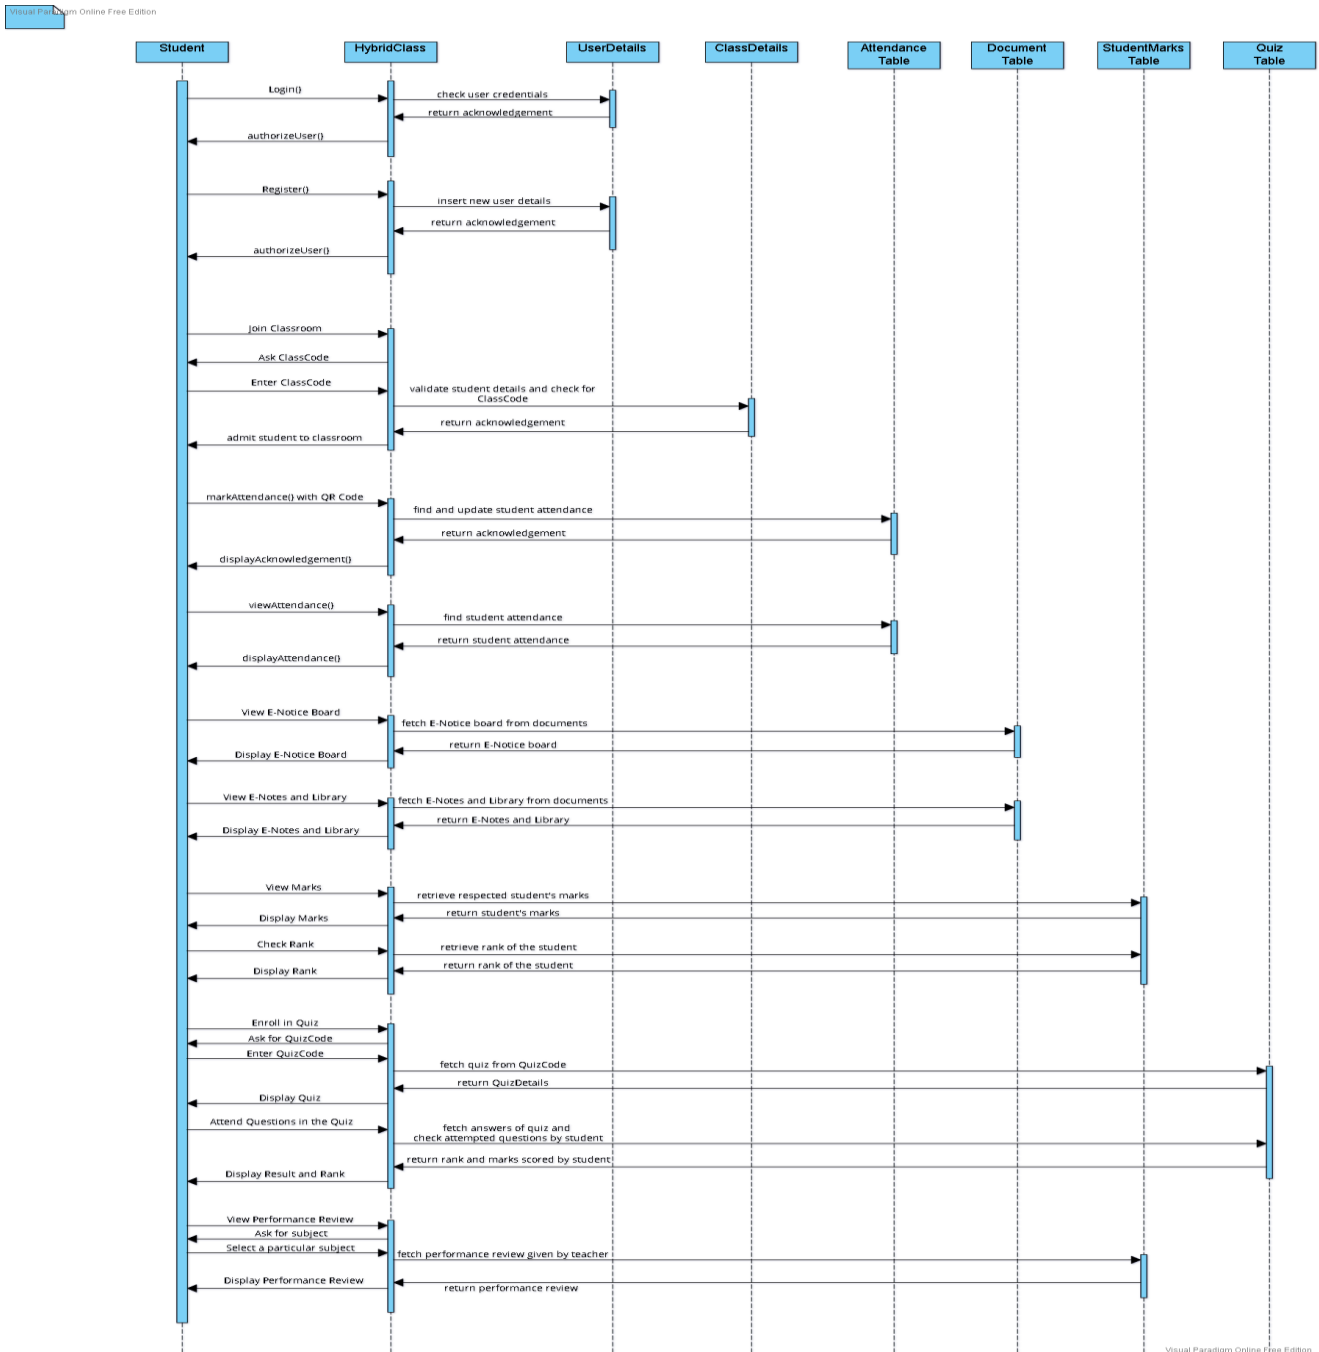 Visual Paradigm Online Free Edition
Student
HybridClass
UserDetails
ClassDetails
Attendance
Table
Document
Table
StudentMarks
Table
Quiz
Table
Login()
check user credentials
return acknowledgement
authorizeUser()
Register()
insert new user details
return acknowledgement
authorizeUser()
Join Classroom
Ask ClassCode
Enter ClassCode
validate student details and check for
ClassCode
return acknowledgement
admit student to classroom
markAttendance() with QR Code
find and update student attendance
return acknowledgement
displayAcknowledgement()
viewAttendance()
find student attendance
return student attendance
displayAttendance()
View E-Notice Board
fetch E-Notice board from documents
return E-Notice board
Display E-Notice Board
View E-Notes and Library
fetch E-Notes and Library from documents
return E-Notes and Library
Display E-Notes and Library
View Marks
retrieve respected student's marks
return student's marks
Display Marks
Check Rank
retrieve rank of the student
return rank of the student
Display Rank
Enroll in Quiz
Ask for QuizCode
Enter QuizCode
fetch quiz from QuizCode
return QuizDetails
Display Quiz
Attend Questions in the Quiz
fetch answers of quiz and
check attempted questions by student
return rank and marks scored by student
Display Result and Rank
View Performance Review
Ask for subject
Select a particular subject
fetch performance review given by teacher
Display Performance Review
return performance review
Visual Paradigm Online Free Edition